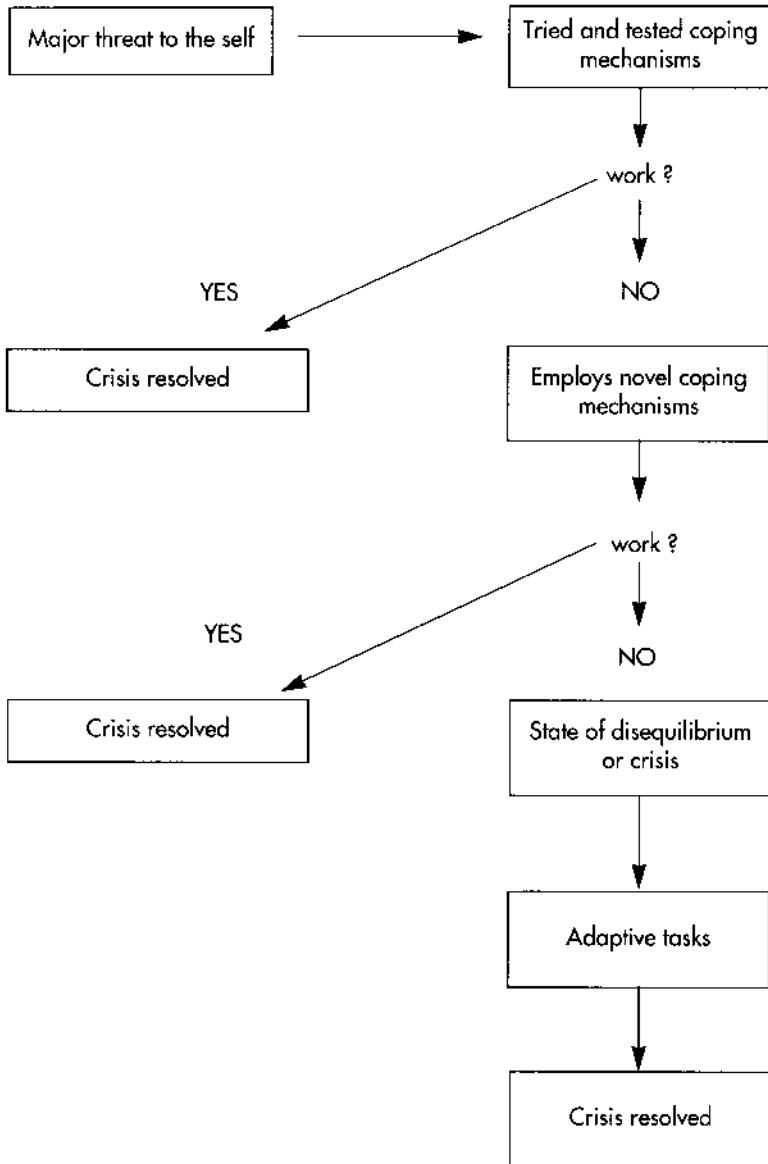 Major threat to the self
Tried and tested coping
mechanisms
work ?
YES
NO
Crisis resolved
Employs novel coping
mechanisms
work ?
YES
NO
Crisis resolved
State of disequilibrium
or crisis
Adaptive tasks
Crisis resolved